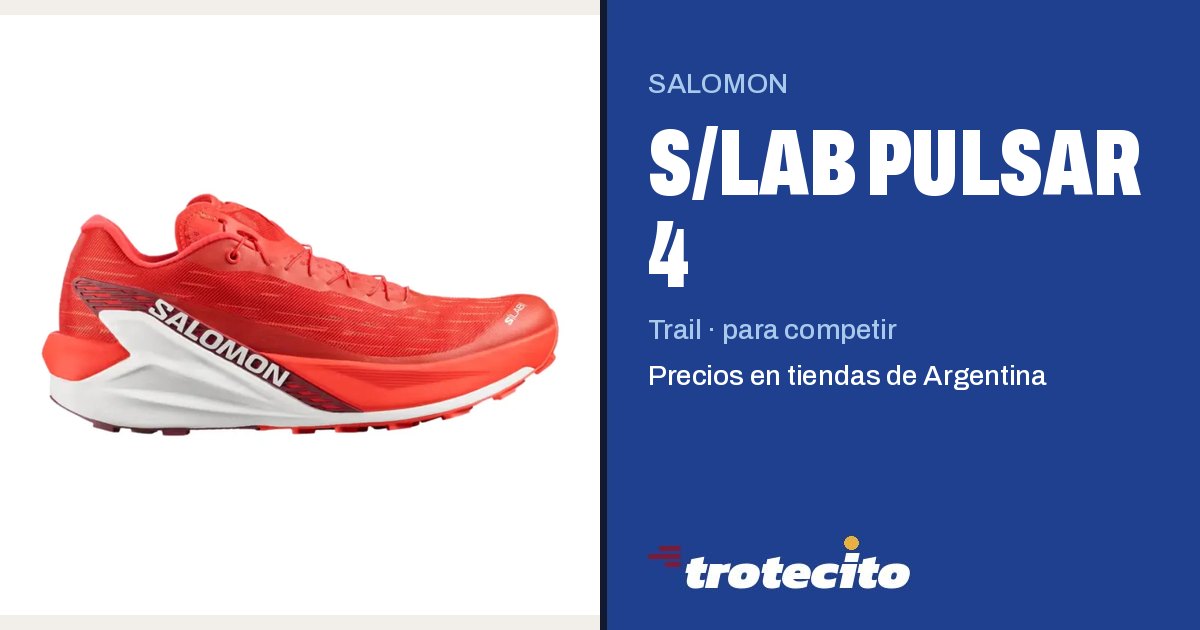 SALOMON
S/LAB
SALOMON
S/LAB PULSAR
4
Trail · para competir
Precios en tiendas de Argentina
trotecito